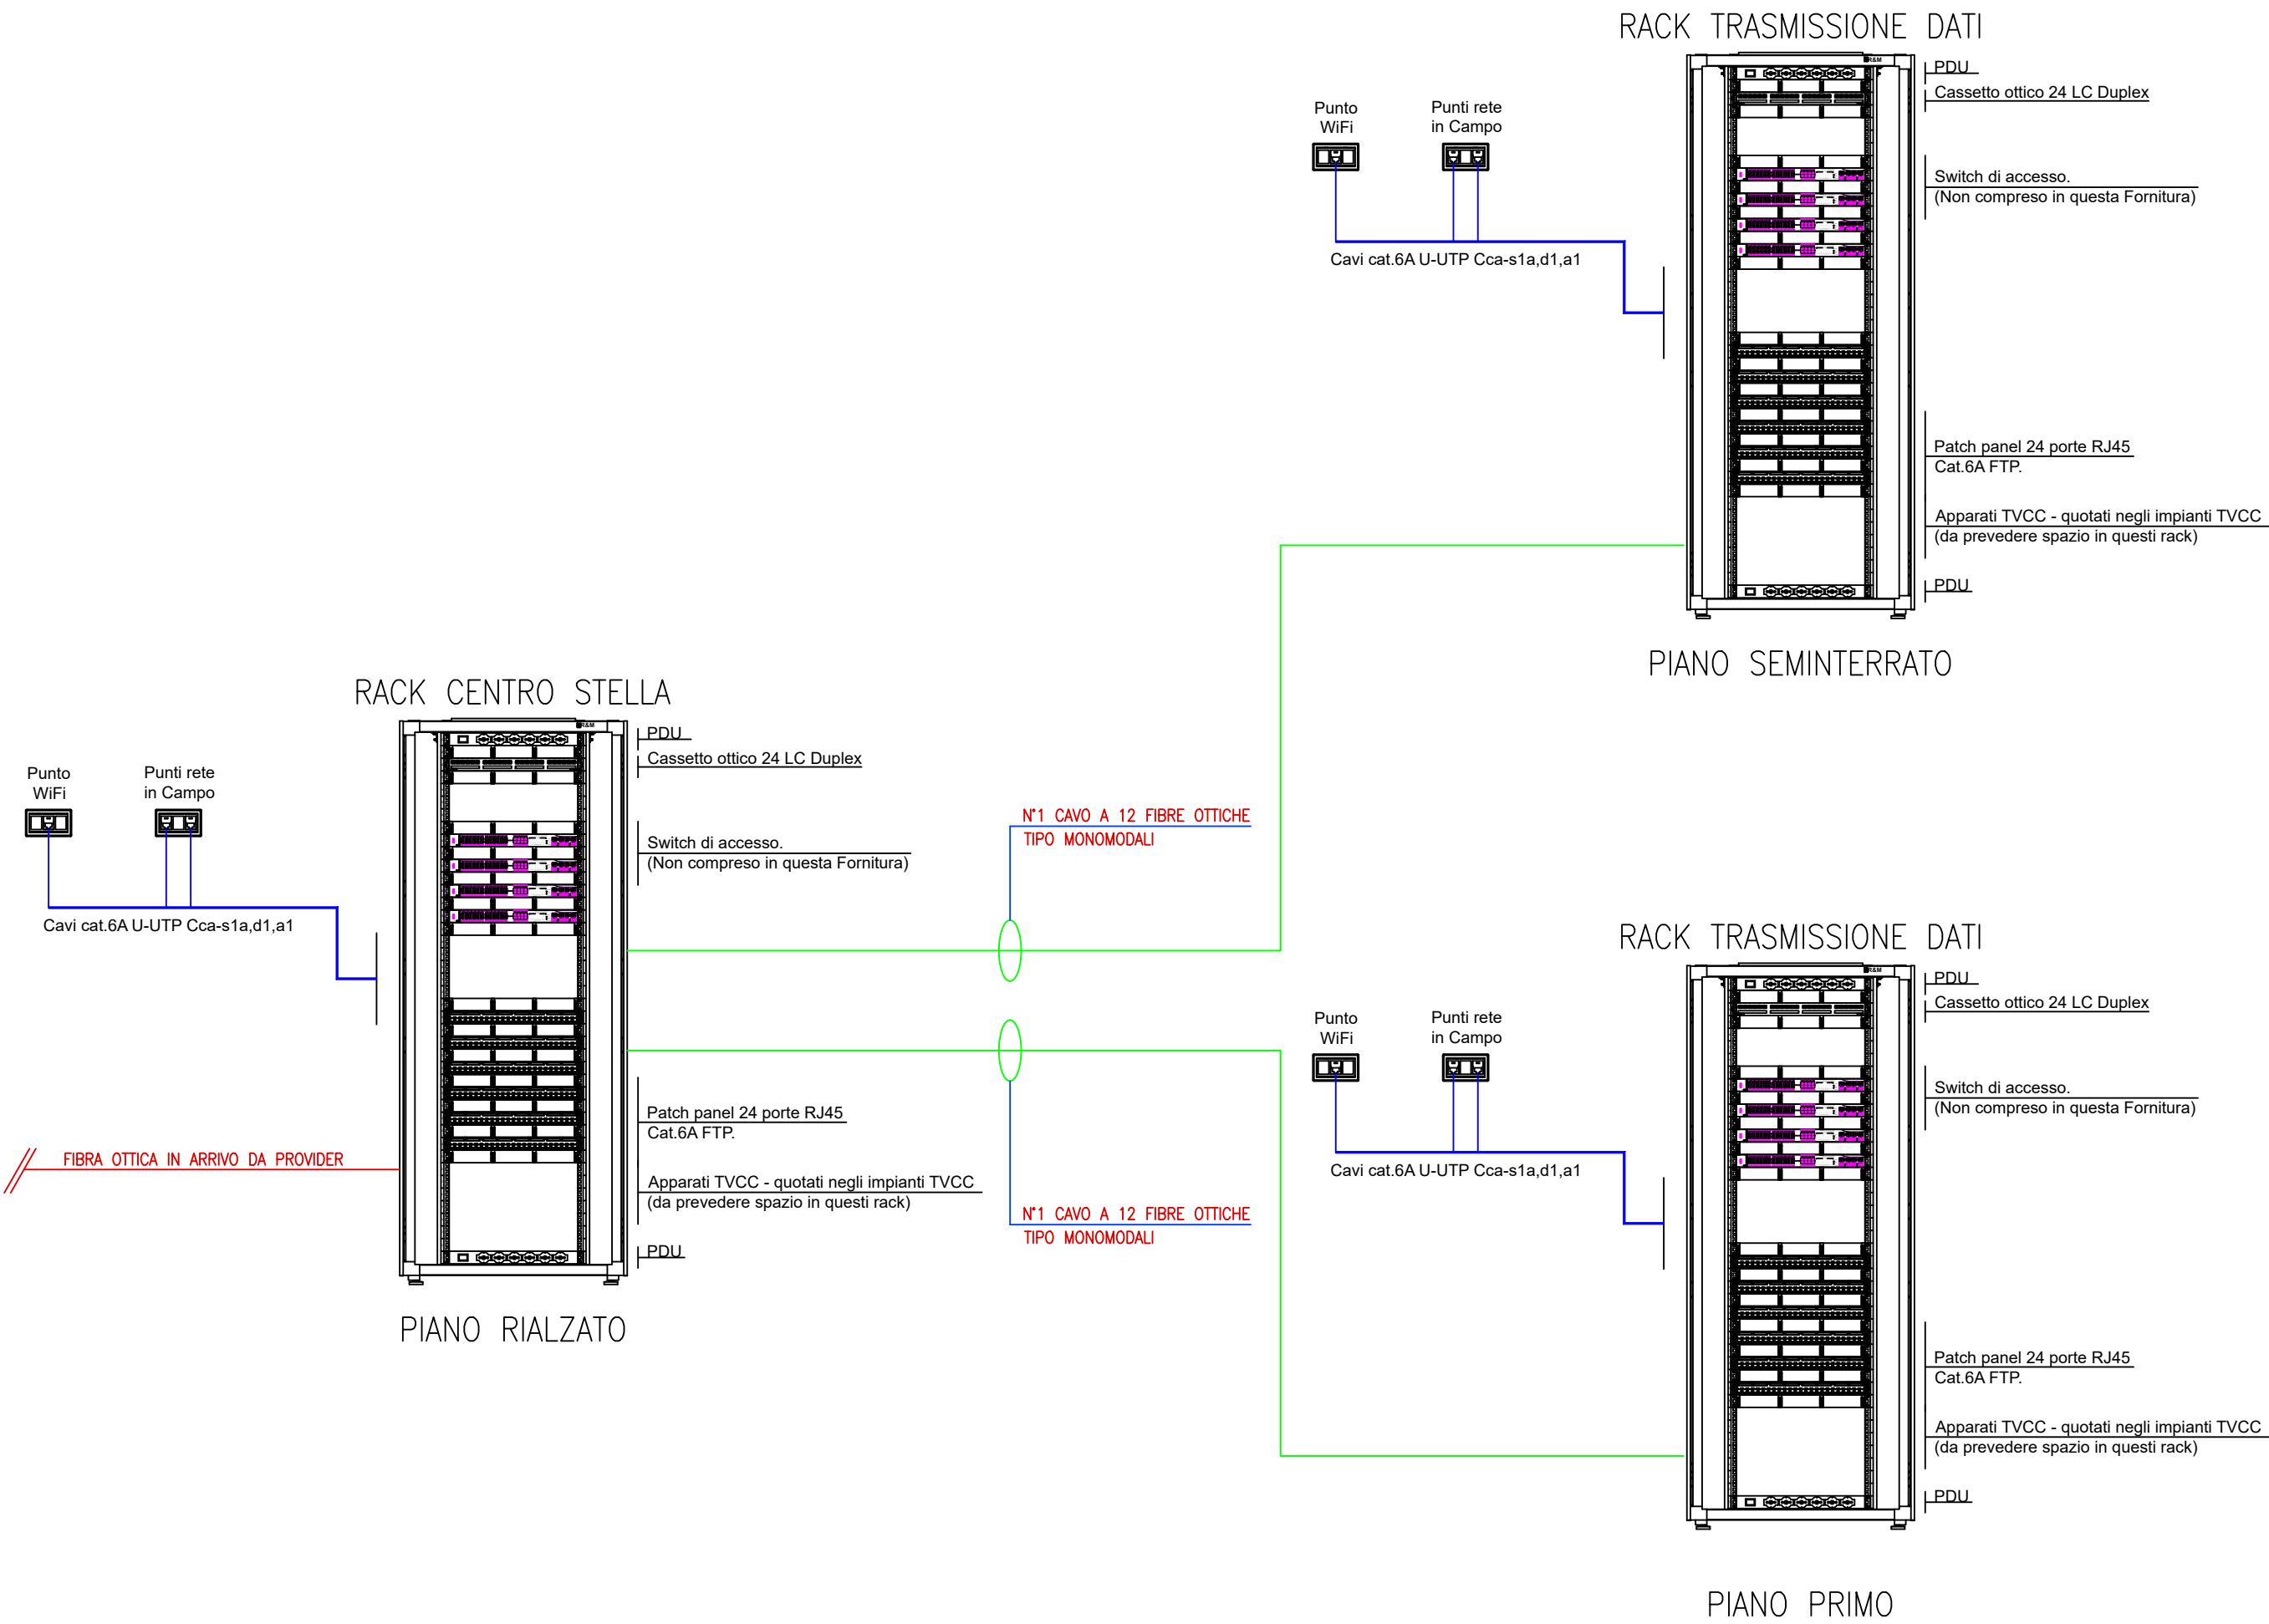 RACK TRASMISSIONE DATI
R&M
PDU
Cassetto ottico 24 LC Duplex
Punto
WiFi
Punti rete
in Campo
Switch di accesso.
(Non compreso in questa Fornitura)
Cavi cat.6A U-UTP Cca-s1a,d1,a1
Patch panel 24 porte RJ45
Cat.6A FTP.
Apparati TVCC - quotati negli impianti TVCC
(da prevedere spazio in questi rack)
PDU
PIANO SEMINTERRATO
RACK CENTRO STELLA
R&M
PDU
Cassetto ottico 24 LC Duplex
Punto
WiFi
Punti rete
in Campo
Switch di accesso.
(Non compreso in questa Fornitura)
Cavi cat.6A U-UTP Cca-s1a,d1,a1
Patch panel 24 porte RJ45
Cat.6A FTP.
FIBRA OTTICA IN ARRIVO DA PROVIDER
Apparati TVCC - quotati negli impianti TVCC
(da prevedere spazio in questi rack)
PDU
PIANO RIALZATO
N°1 CAVO A 12 FIBRE OTTICHE
TIPO MONOMODALI
N°1 CAVO A 12 FIBRE OTTICHE
TIPO MONOMODALI
RACK TRASMISSIONE DATI
R&M
PDU
Cassetto ottico 24 LC Duplex
Punto
WiFi
Punti rete
in Campo
Switch di accesso.
(Non compreso in questa Fornitura)
Cavi cat.6A U-UTP Cca-s1a,d1,a1
Patch panel 24 porte RJ45
Cat.6A FTP.
Apparati TVCC - quotati negli impianti TVCC
(da prevedere spazio in questi rack)
PDU
PIANO PRIMO